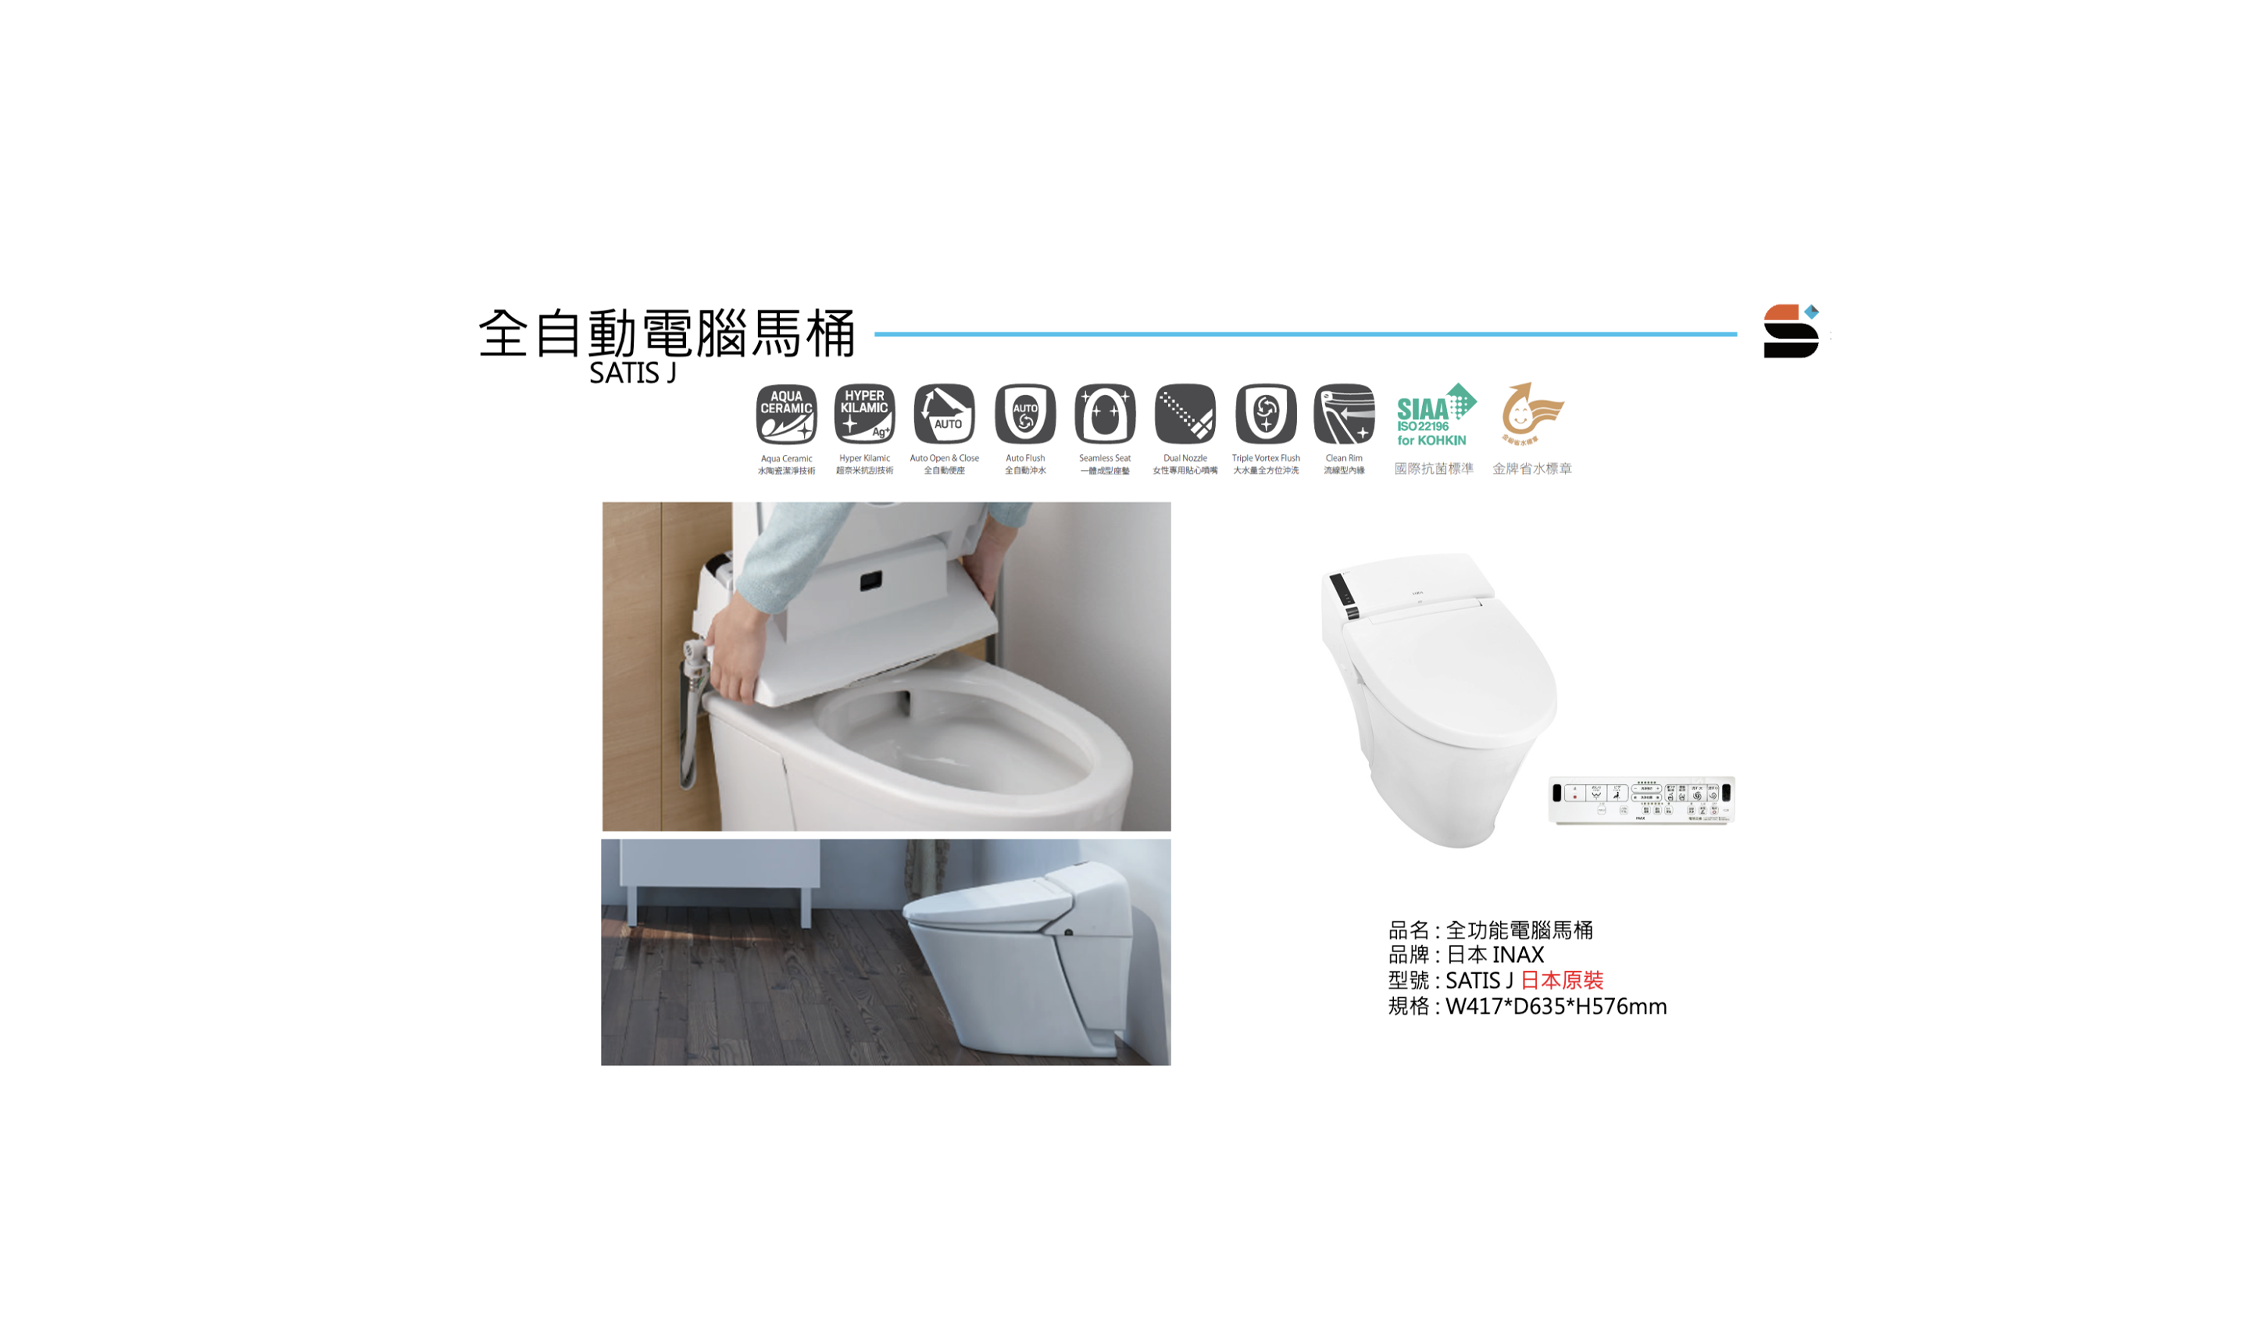 全自動電腦馬桶
SATIS J
AQUA
CERAMIC
Aqua Ceramic
水陶瓷潔淨技術
HYPER
KILAMIC
Ag+
Hyper Kilamic
超奈米抗刮技術
AUTO
Auto Open & Close
全自動便座
AUTO
Auto Flush
全自動沖水
Seamless Seat
一體成型座墊
Dual Nozzle
女性專用貼心噴嘴
Triple Vortex Flush
大水量全方位沖洗
Clean Rim
流線型內緣
SIAA
ISO 22196
for KOHKIN
國際抗菌標準
金牌省水標章
INAX
品名 : 全功能電腦馬桶
品牌 : 日本 INAX
型號 : SATIS J 日本原裝
規格 : W417*D635*H576mm